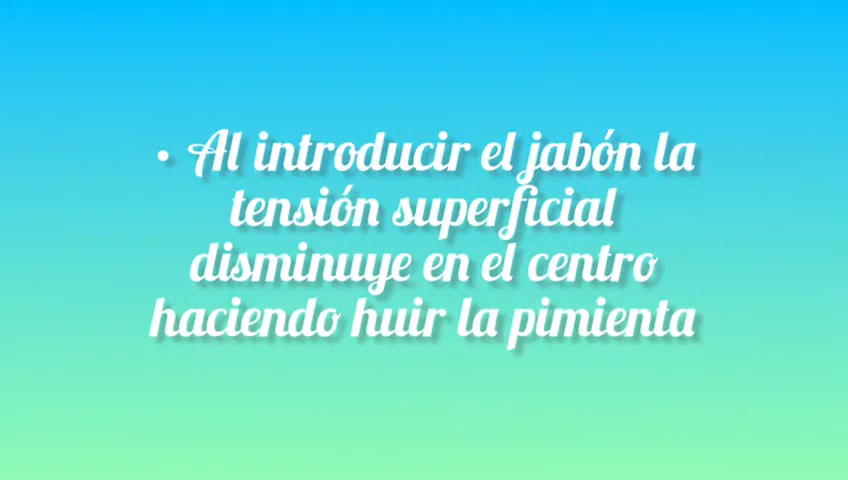 • Al introducir el jabón la
tensión superficial
disminuye en el centro
haciendo huir la pimienta